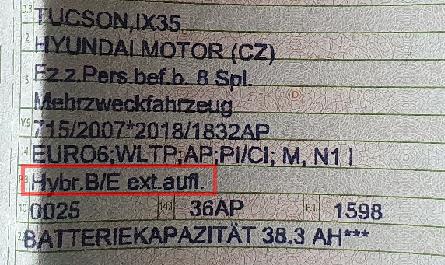 TUCSON,IX35
HYUNDAI MOTOR (CZ)
Fz.z.Pers.bef.b. 8 Spl.
Mehrzweckfahrzeug
715/2007*2018/1832AP
EURO6;WLTP;AP;PI/CI; M, N1 I
Hybr.B/E ext.aufl.
0025 36AP 1598
BATTERIEKAPAZITÄT 38.3 AH***